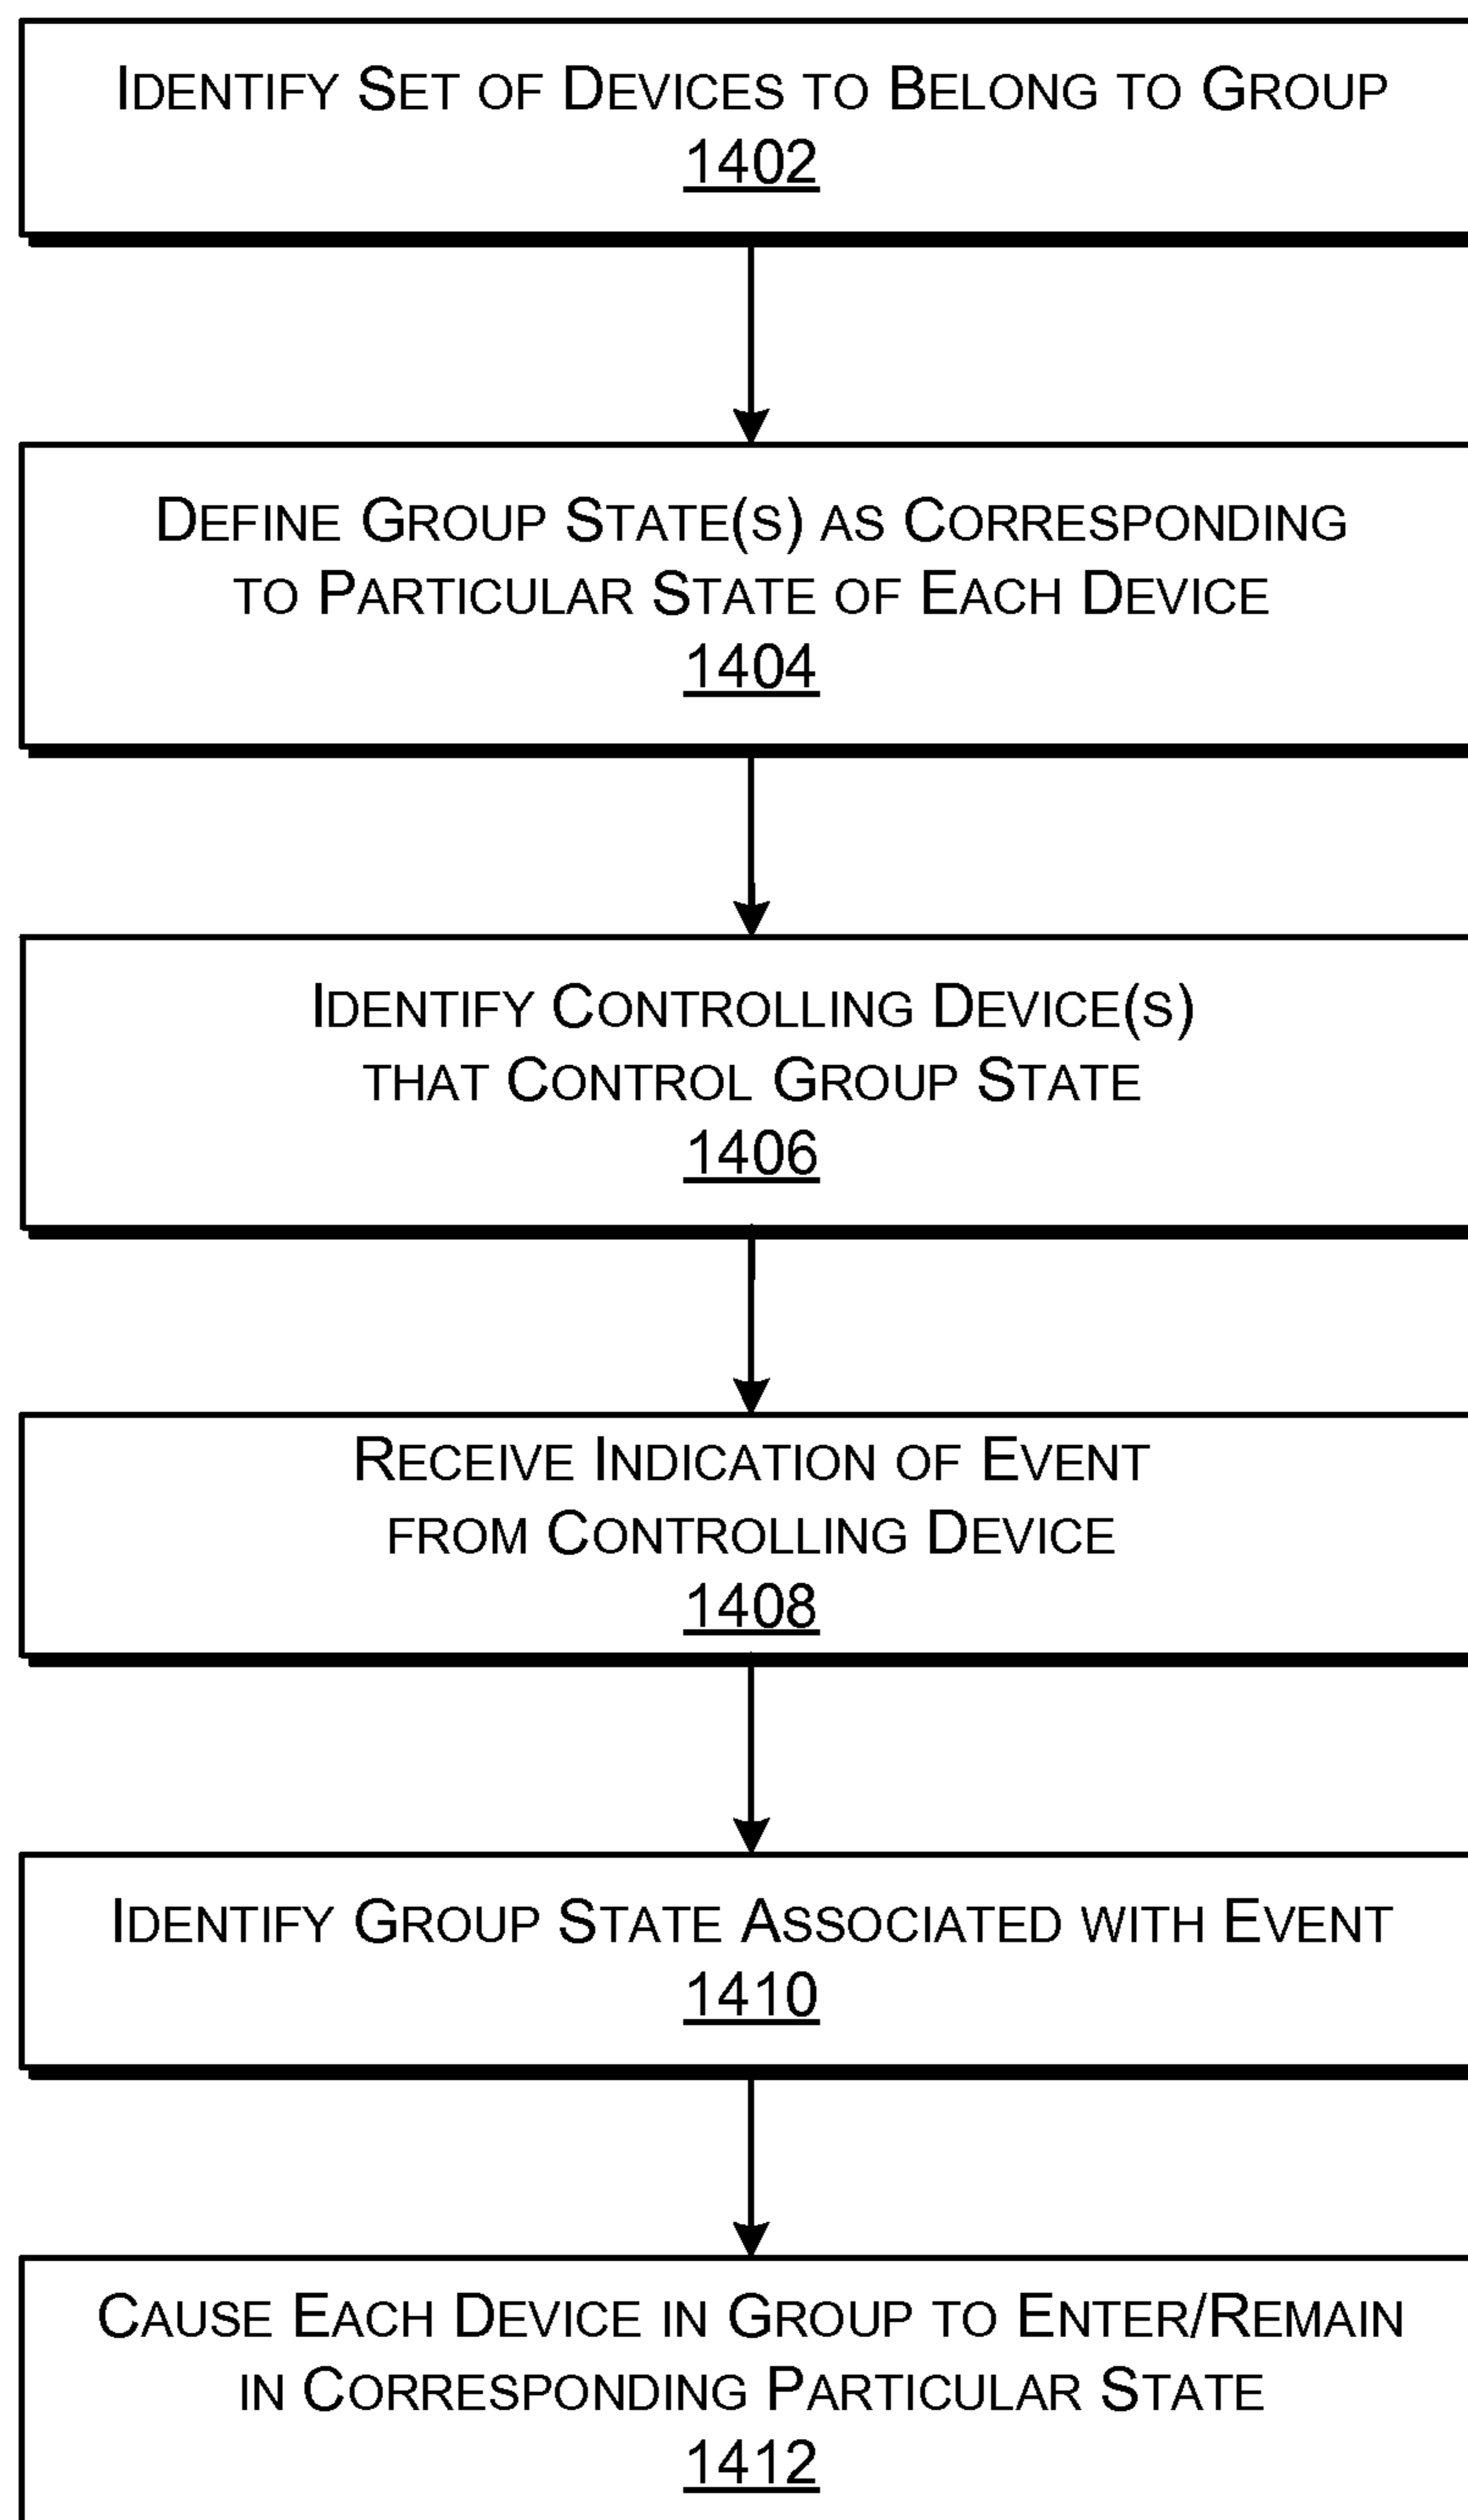 IDENTIFY SET OF DEVICES TO BELONG TO GROUP
1402
DEFINE GROUP STATE(S) AS CORRESPONDING
TO PARTICULAR STATE OF EACH DEVICE
1404
IDENTIFY CONTROLLING DEVICE(S)
THAT CONTROL GROUP STATE
1406
RECEIVE INDICATION OF EVENT
FROM CONTROLLING DEVICE
1408
IDENTIFY GROUP STATE ASSOCIATED WITH EVENT
1410
CAUSE EACH DEVICE IN GROUP TO ENTER/REMAIN
IN CORRESPONDING PARTICULAR STATE
1412